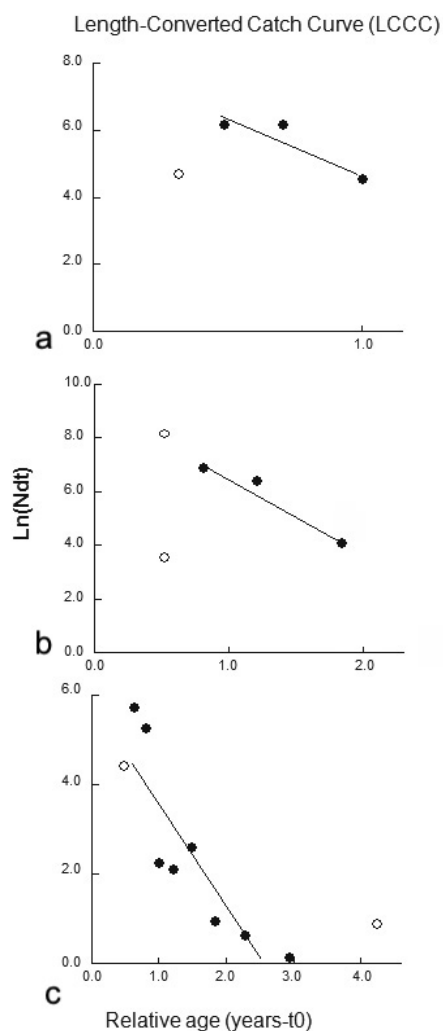 Length-Converted Catch Curve (LCCC)
8.0
6.0
4.0
2.0
0.0
a
0.0 1.0
10.0
8.0
6.0
4.0
2.0
0.0
Ln(Ndt)
b
0.0 1.0 2.0
6.0
4.0
2.0
0.0
c
0.0 1.0 2.0 3.0 4.0
Relative age (years-t0)